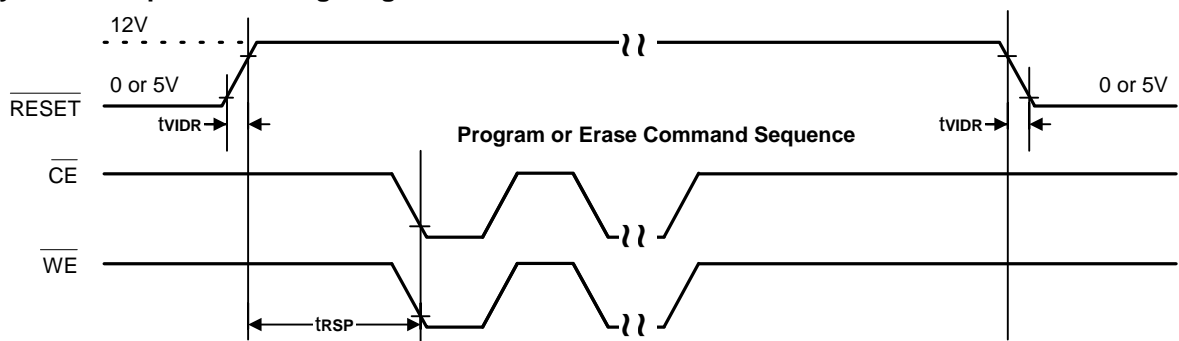 12V
0 or 5V
0 or 5V
RESET
tVIDR
tVIDR
Program or Erase Command Sequence
CE
WE
tRSP